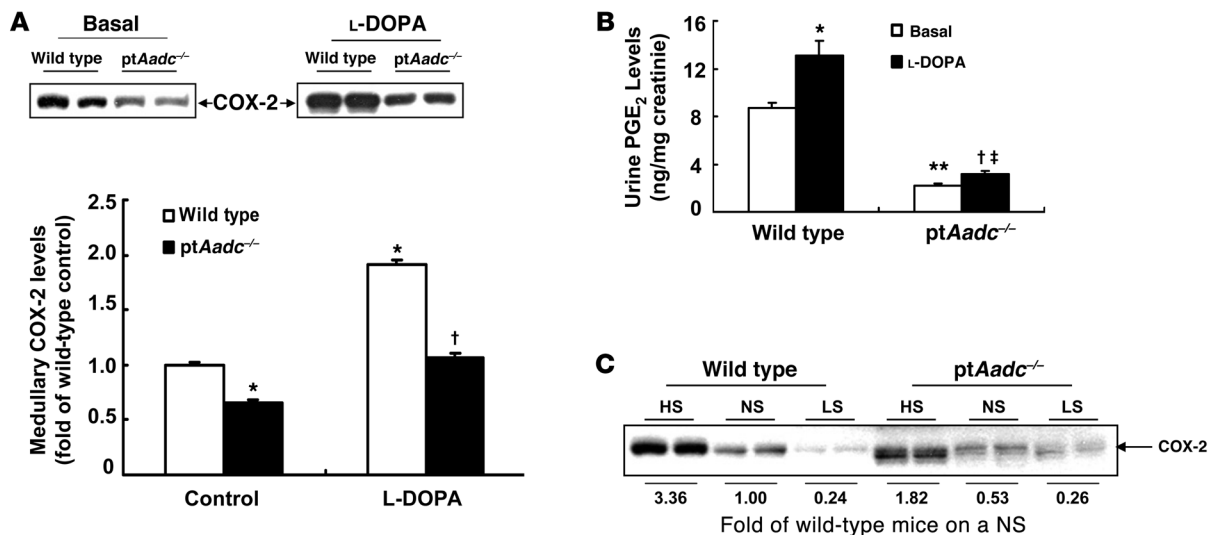 A
Basal
L-DOPA
Wild type ptAadc–/–
Wild type ptAadc–/–
COX-2
Medullary COX-2 levels
(fold of wild-type control)
2.5
2.0
1.5
1.0
0.5
0
Wild type
ptAadc–/–
*
*
†
Control
L-DOPA
B
Urine PGE2 Levels
(ng/mg creatinie)
16
12
8
4
0
Basal
L-DOPA
*
**
† ‡
Wild type
ptAadc–/–
C
Wild type
ptAadc–/–
HS NS LS HS NS LS
COX-2
3.36 1.00 0.24 1.82 0.53 0.26
Fold of wild-type mice on a NS